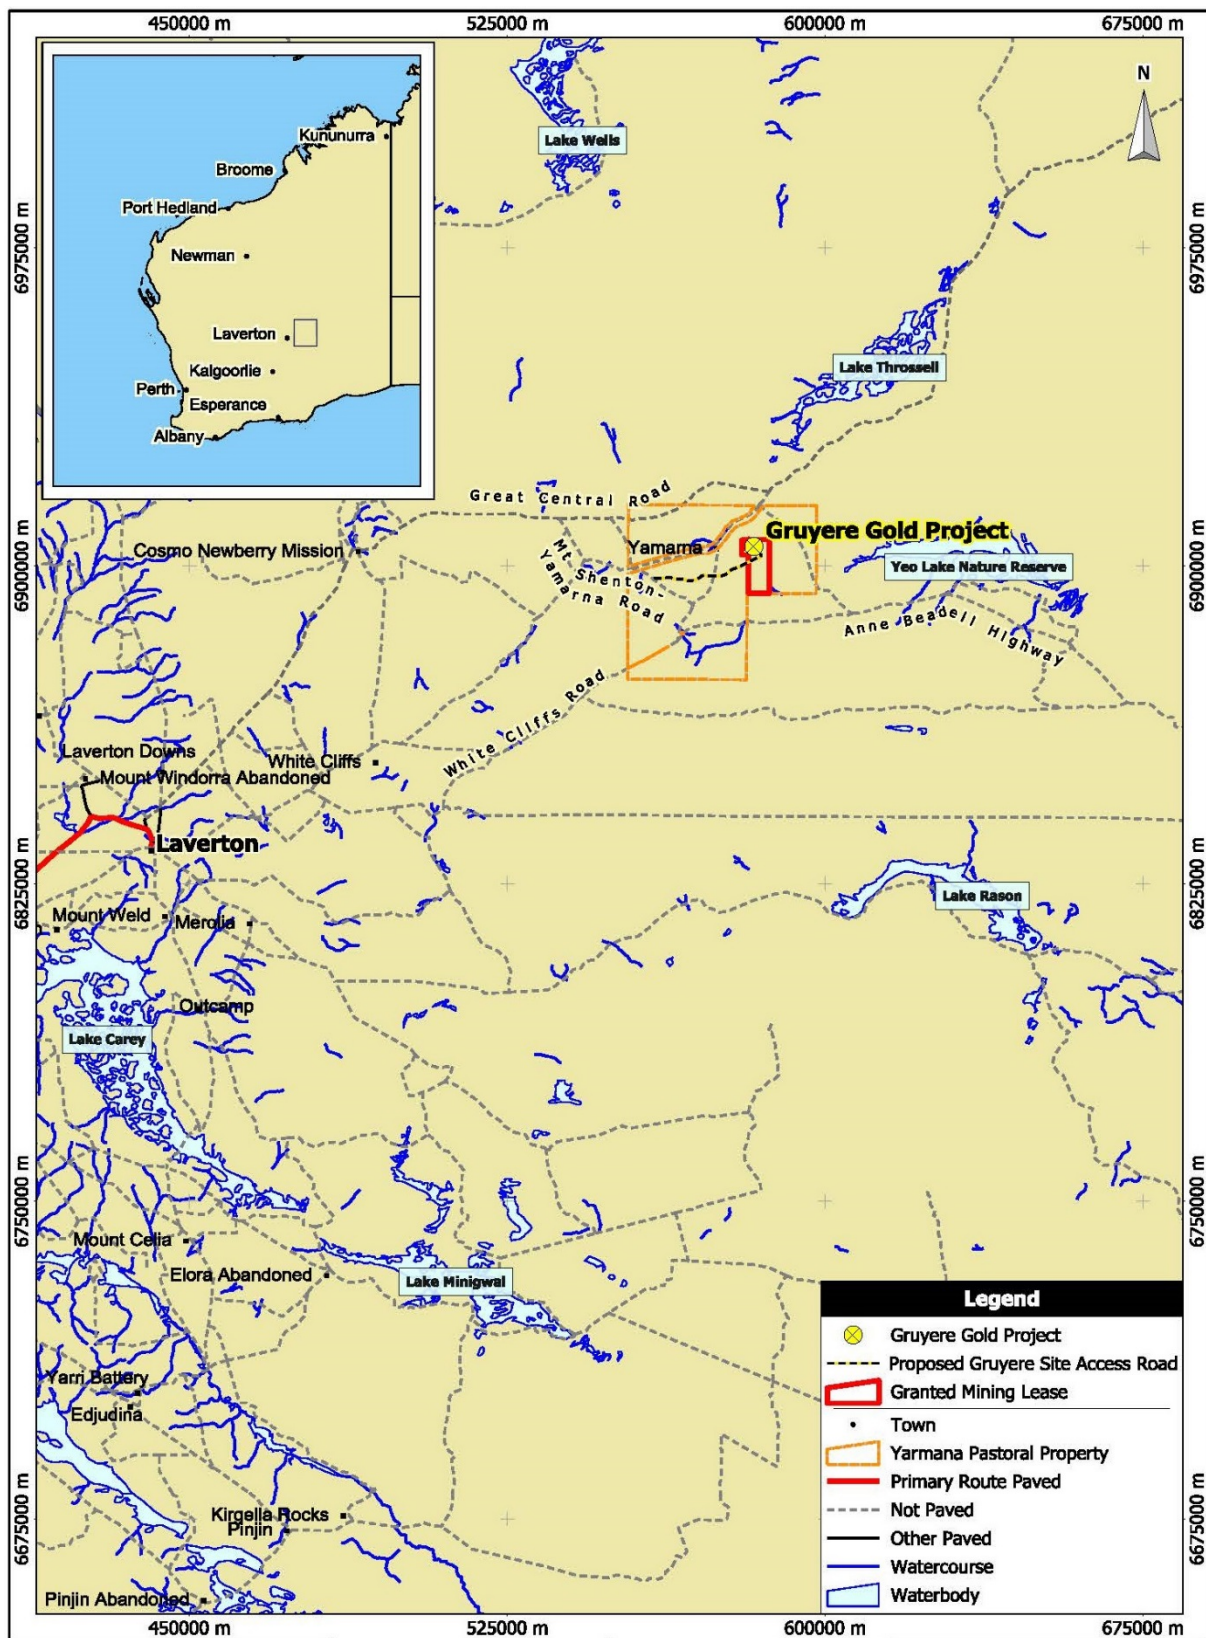 450000 m
525000 m
600000 m
675000 m
N
Kununurra
Broome
Port Hedland
Newman
Laverton
Kalgoorlie
Perth
Esperance
Albany
Lake Wells
6975000 m
6975000 m
Lake Throssell
Great Central Road
Gruyere Gold Project
Yamarna
Cosmo Newberry Mission
Mt Shenton-
Yamarna Road
Yeo Lake Nature Reserve
6900000 m
6900000 m
Anne Beadell Highway
White Cliffs Road
Laverton Downs
White Cliffs
Mount Windorra Abandoned
Laverton
6825000 m
6825000 m
Lake Rason
Mount Weld
Merolia
Outcamp
Lake Carey
6750000 m
6750000 m
Mount Celia
Elora Abandoned
Lake Minigwal
Yarri Battery
Edjudina
Kirgella Rocks
Pinjin
6675000 m
6675000 m
Pinjin Abandoned
Legend
Gruyere Gold Project
Proposed Gruyere Site Access Road
Granted Mining Lease
Town
Yarmana Pastoral Property
Primary Route Paved
Not Paved
Other Paved
Watercourse
Waterbody
450000 m
525000 m
600000 m
675000 m